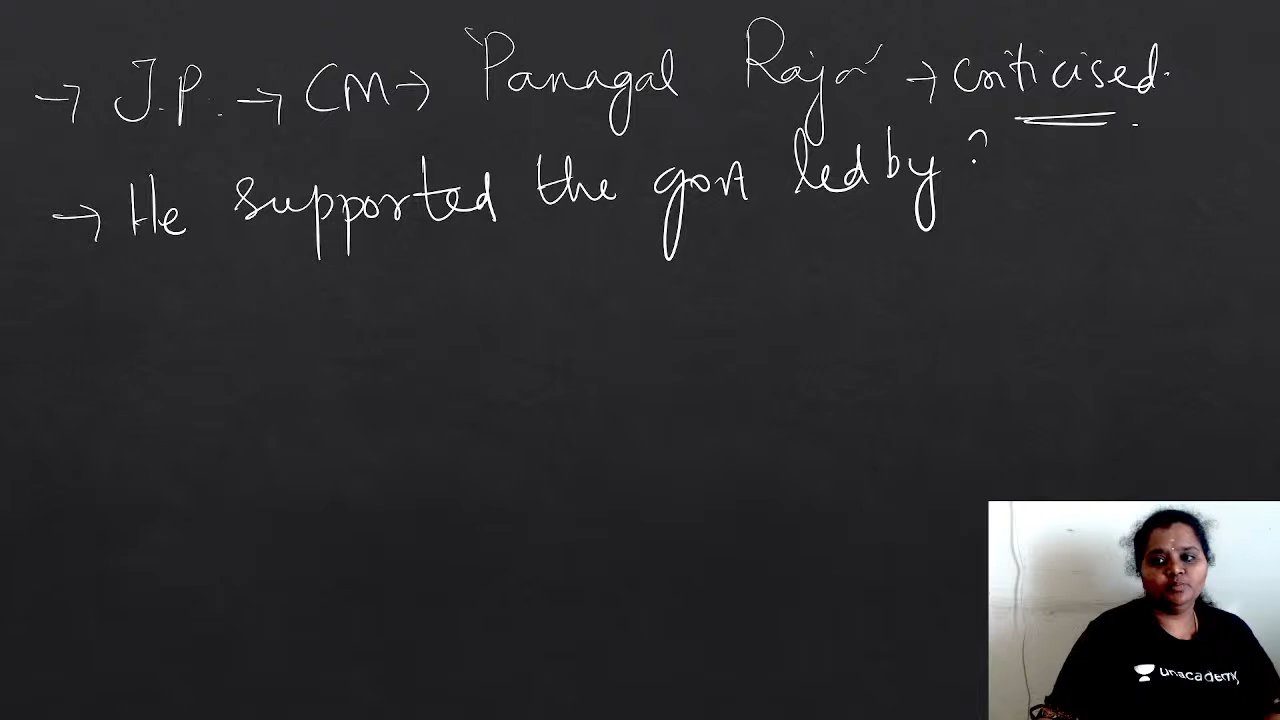 → J.P. → CM → 'Panagal Raja' → criticised.
→ He supported the govt led by?
unacademy